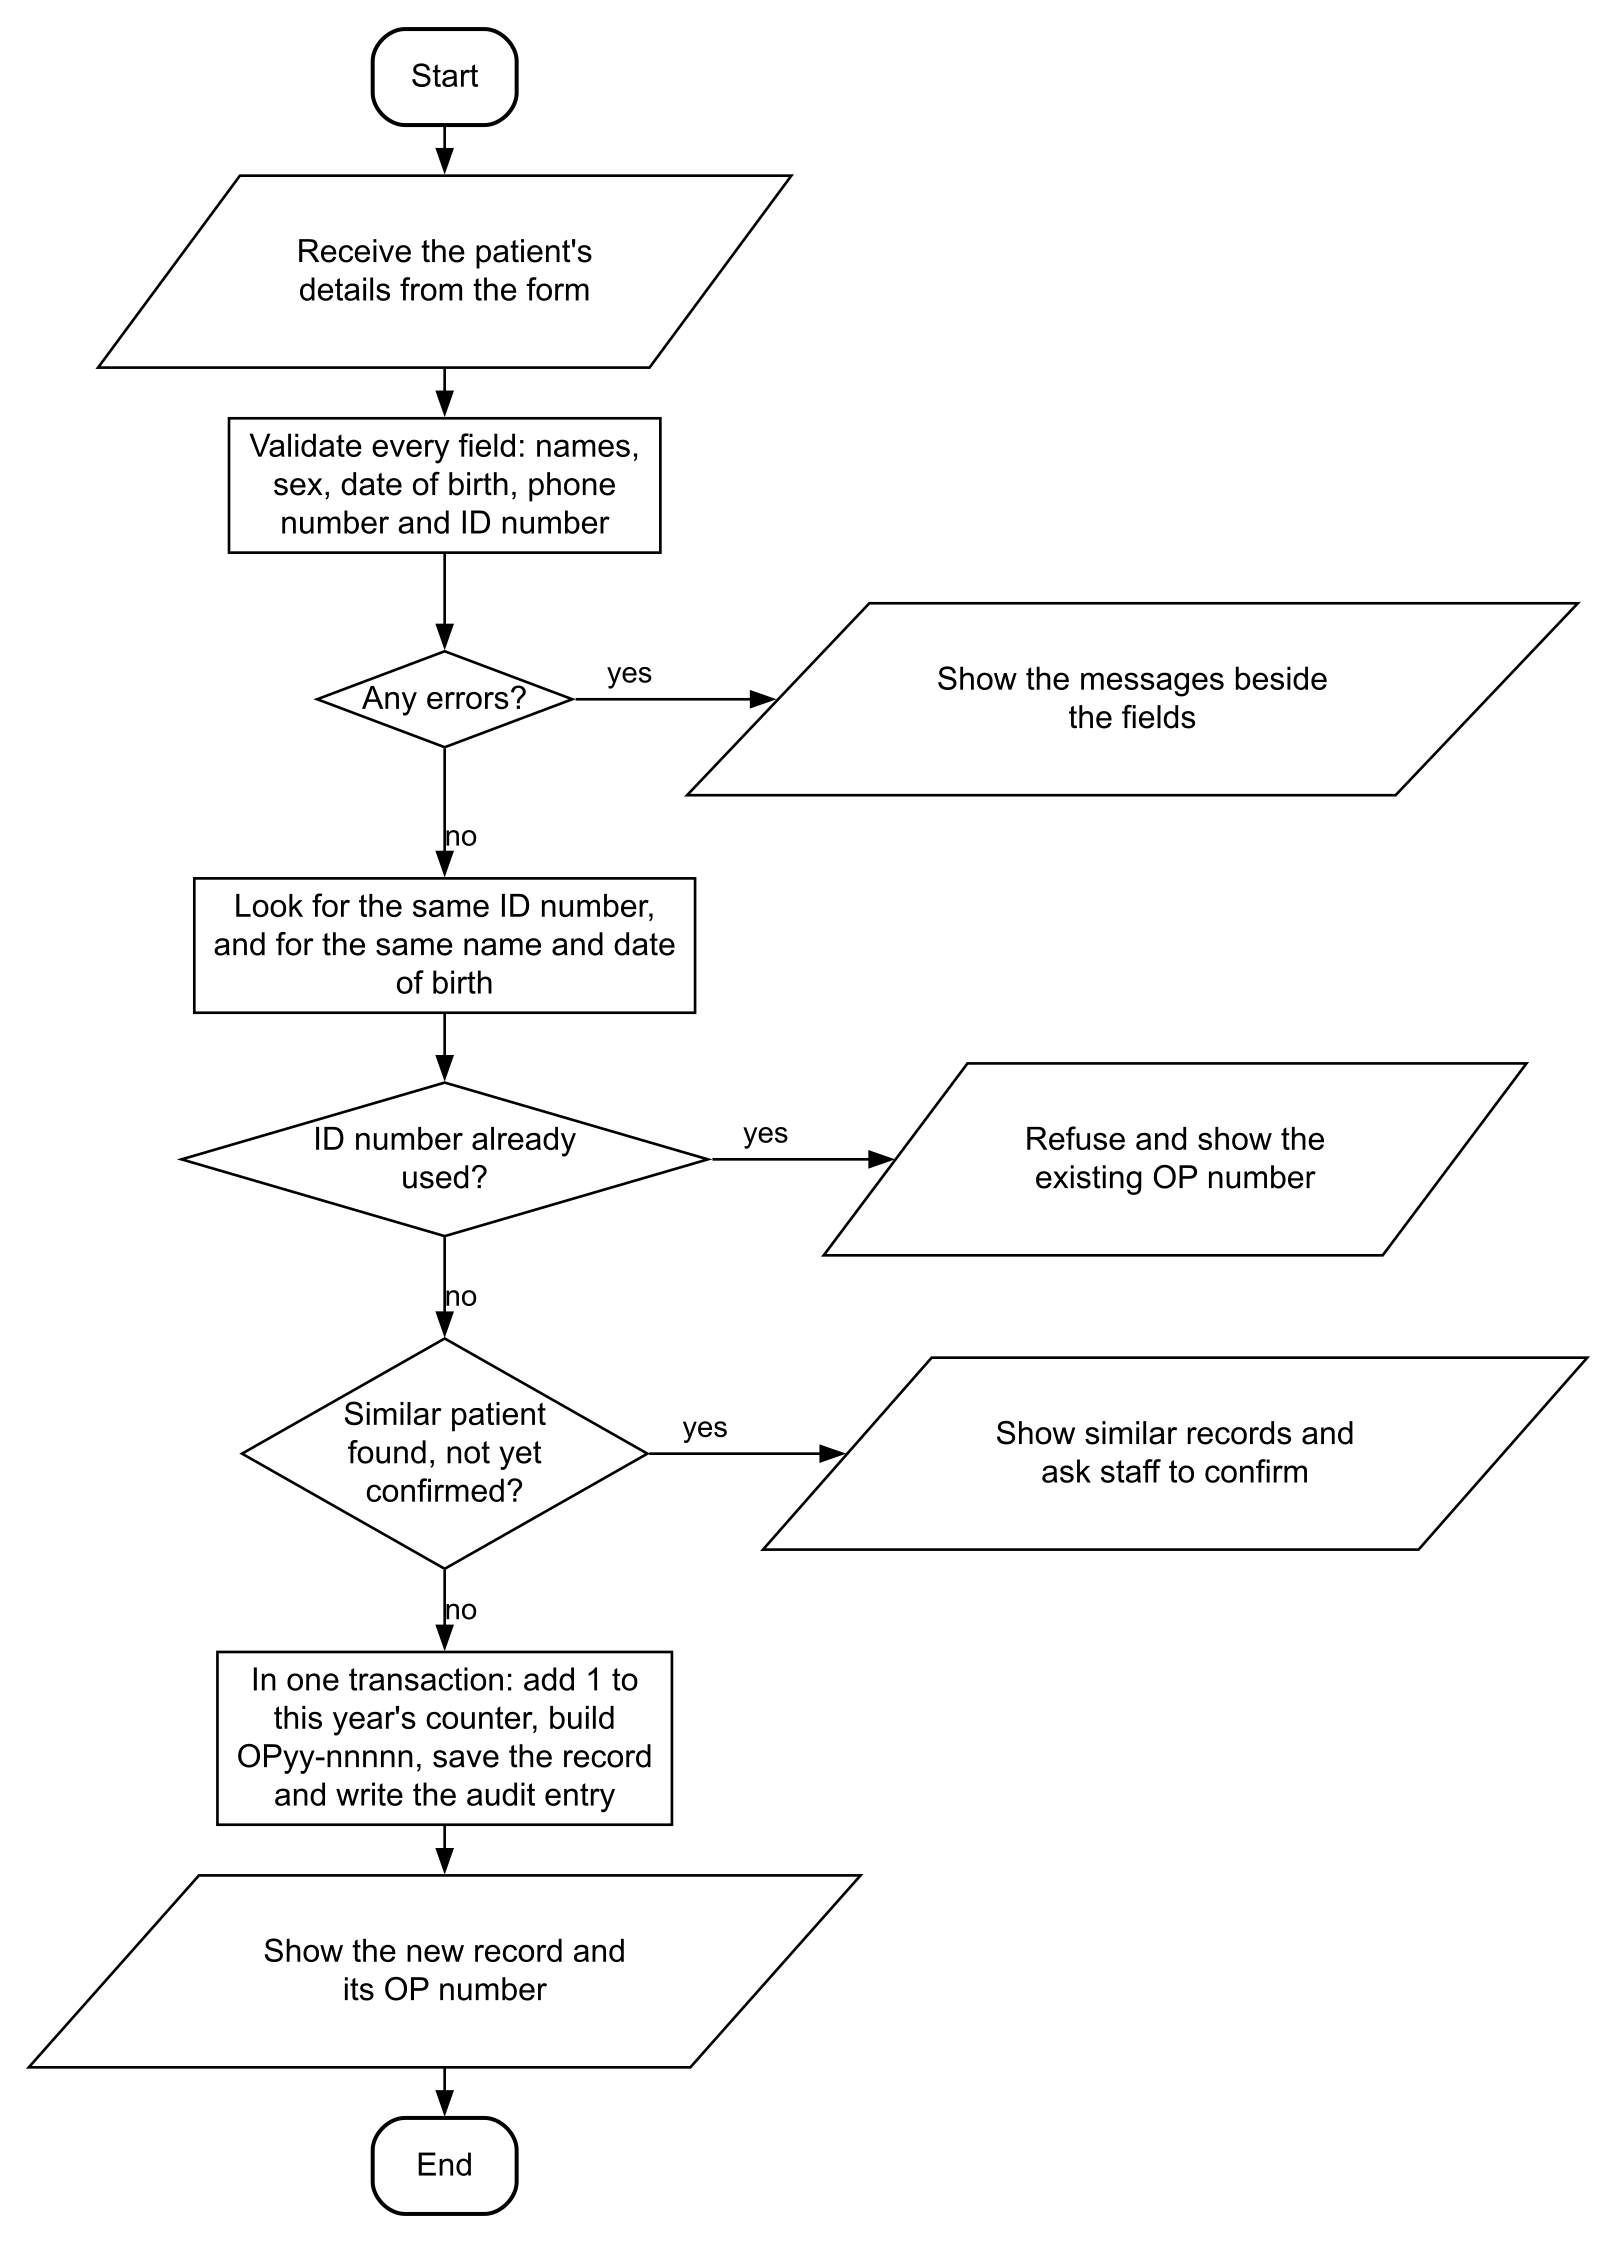 Start
Receive the patient's
details from the form
Validate every field: names,
sex, date of birth, phone
number and ID number
Any errors?
yes
Show the messages beside
the fields
no
Look for the same ID number,
and for the same name and date
of birth
ID number already
used?
yes
Refuse and show the
existing OP number
no
Similar patient
found, not yet
confirmed?
yes
Show similar records and
ask staff to confirm
no
In one transaction: add 1 to
this year's counter, build
OPyy-nnnnn, save the record
and write the audit entry
Show the new record and
its OP number
End